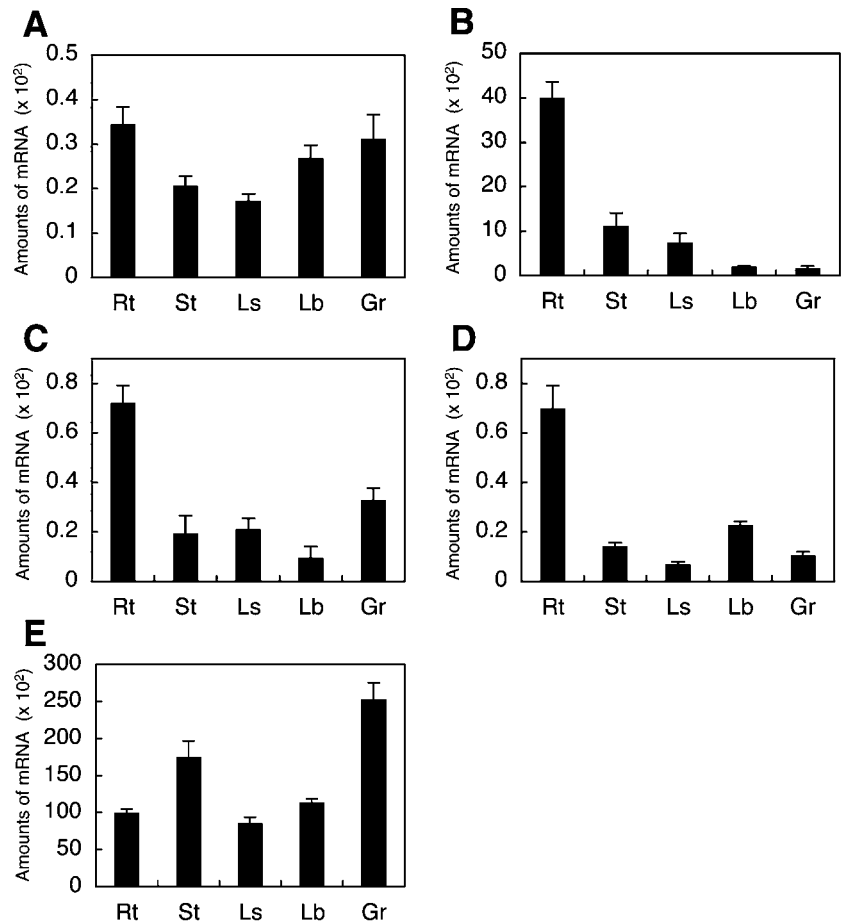 A
Amounts of mRNA (x 10²)
0.5
0.4
0.3
0.2
0.1
0
Rt St Ls Lb Gr
B
Amounts of mRNA (x 10²)
50
40
30
20
10
0
Rt St Ls Lb Gr
C
Amounts of mRNA (x 10²)
0.8
0.6
0.4
0.2
0
Rt St Ls Lb Gr
D
Amounts of mRNA (x 10²)
0.8
0.6
0.4
0.2
0
Rt St Ls Lb Gr
E
Amounts of mRNA (x 10²)
300
250
200
150
100
50
0
Rt St Ls Lb Gr